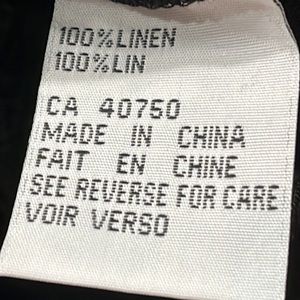 100%LINEN
100%LIN
CA 40750
MADE IN CHINA
FAIT EN CHINE
SEE REVERSE FOR CARE
VOIR VERSO